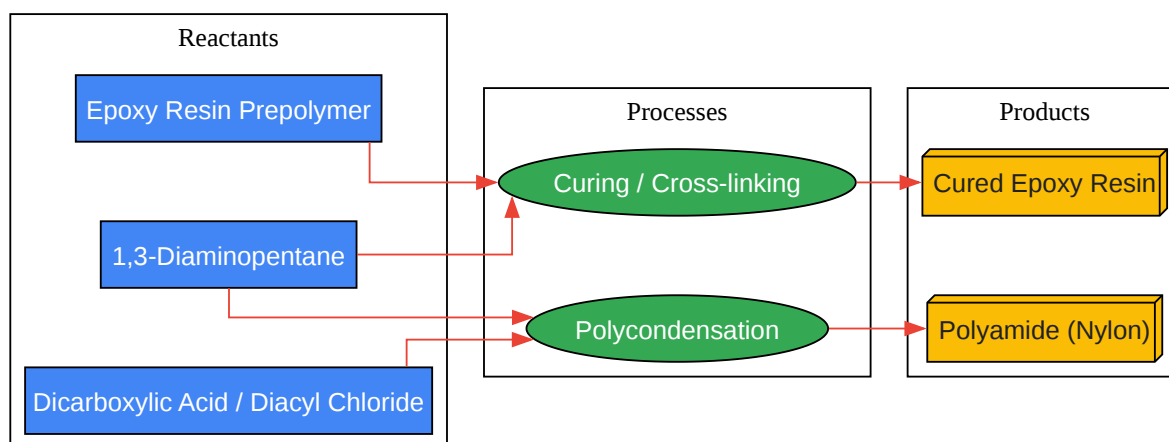 Reactants
Epoxy Resin Prepolymer
1,3-Diaminopentane
Dicarboxylic Acid / Diacyl Chloride
Processes
Curing / Cross-linking
Polycondensation
Products
Cured Epoxy Resin
Polyamide (Nylon)